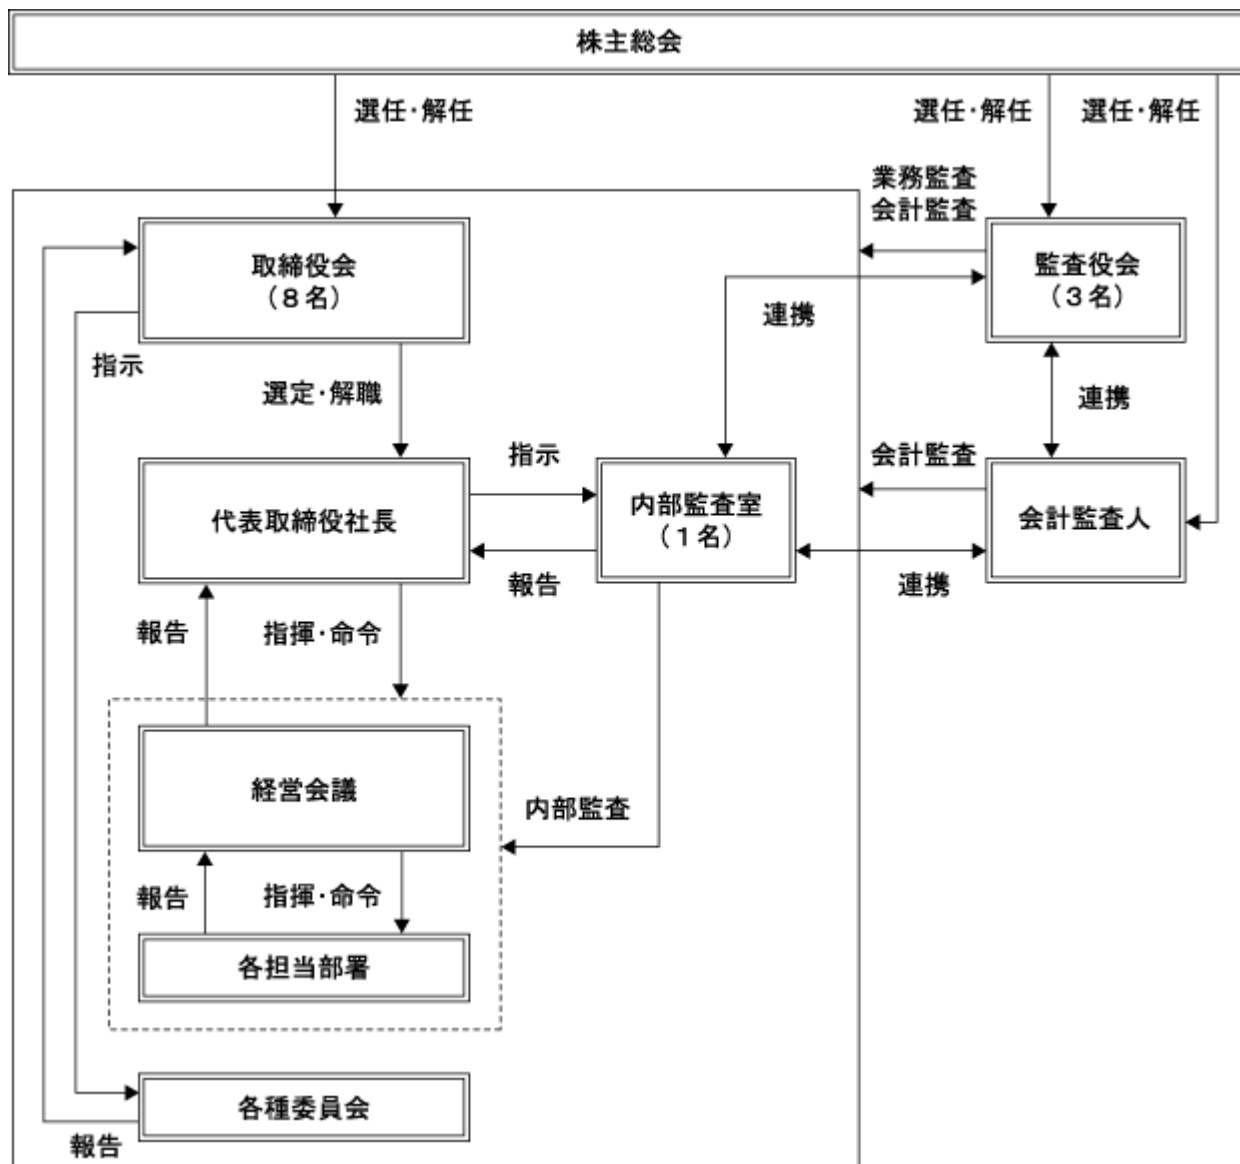 株主総会
選任・解任
選任・解任
選任・解任
業務監査
会計監査
取締役会
（８名）
監査役会
（３名）
連携
指示
選定・解職
連携
指示
会計監査
代表取締役社長
内部監査室
（１名）
会計監査人
報告
連携
報告
指揮・命令
経営会議
内部監査
報告
指揮・命令
各担当部署
各種委員会
報告